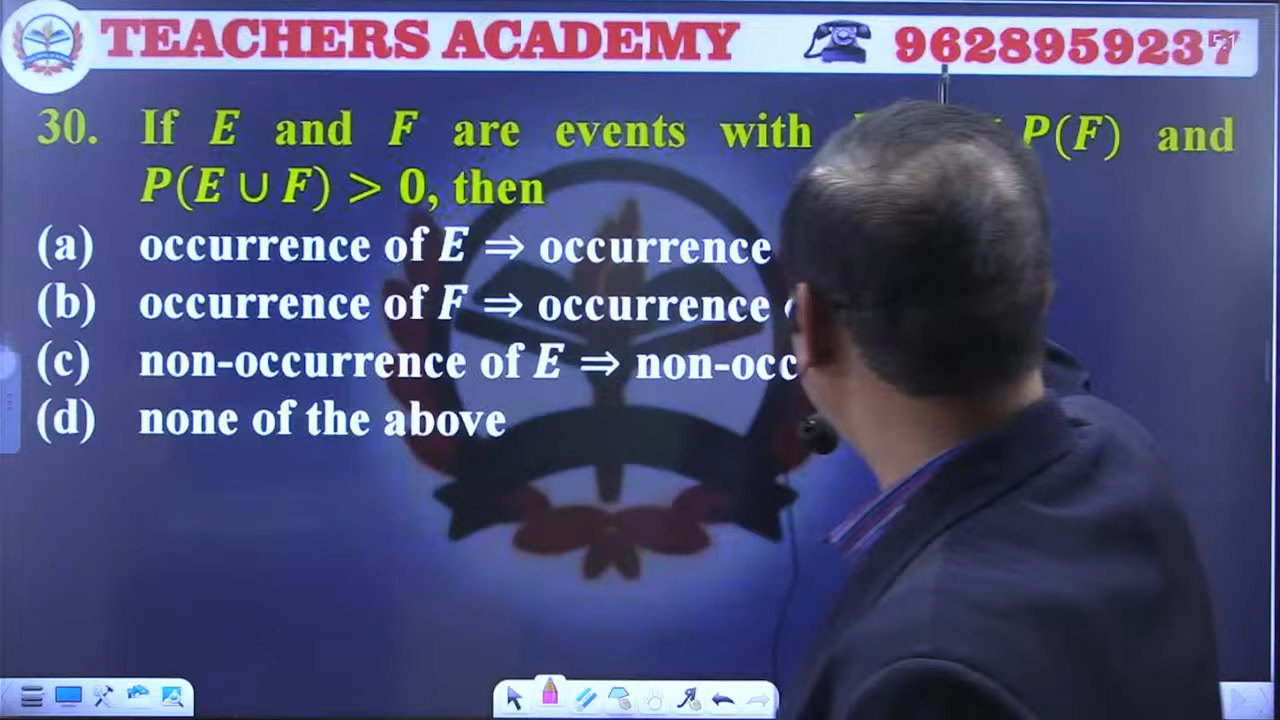 TEACHERS ACADEMY 9628959237
30. If E and F are events with P(F) and
P(E ∪ F) > 0, then
(a) occurrence of E ⇒ occurrence
(b) occurrence of F ⇒ occurrence
(c) non-occurrence of E ⇒ non-occ
(d) none of the above